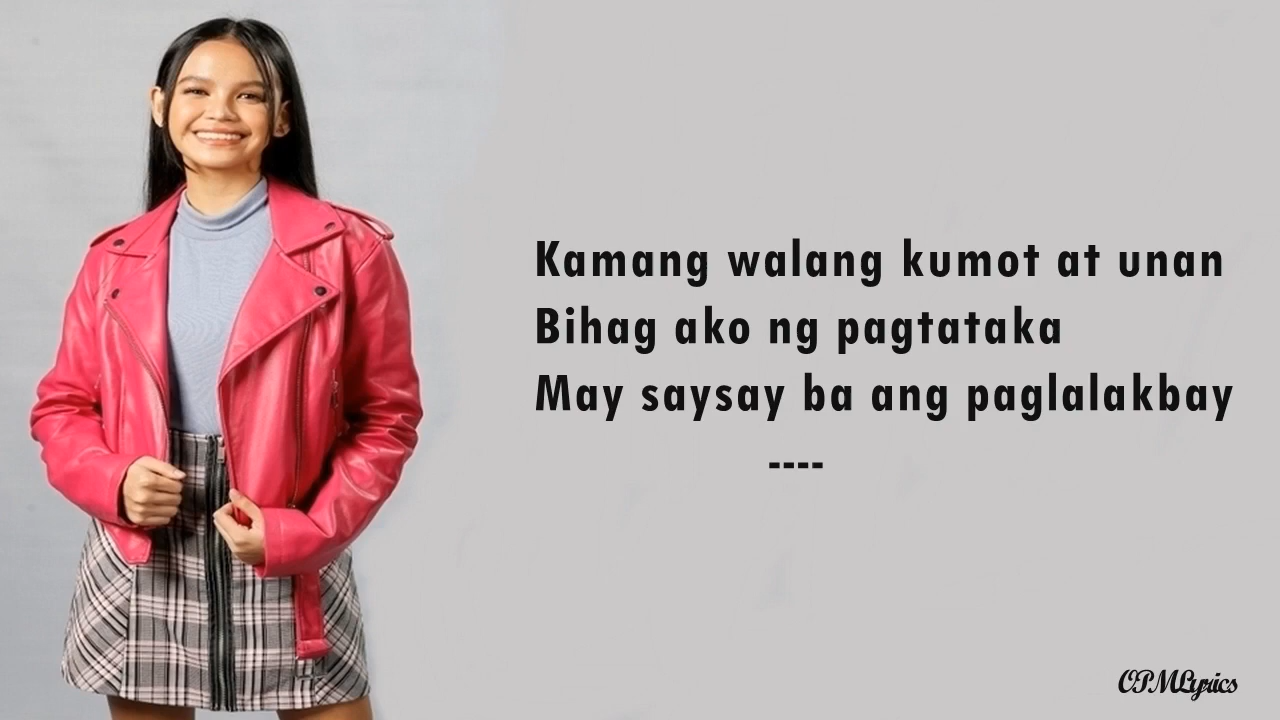 Kamang walang kumot at unan
Bihag ako ng pagtataka
May saysay ba ang paglalakbay
----
OPMLyrics